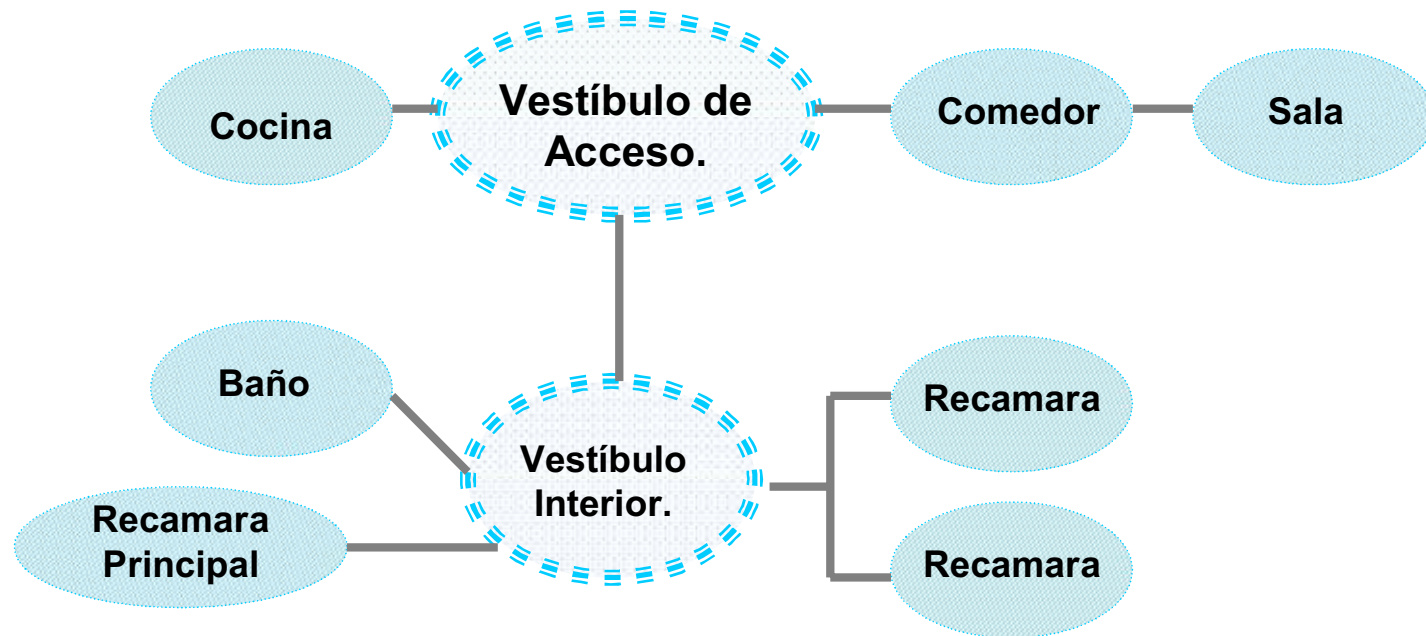 Cocina
Vestíbulo de
Acceso.
Comedor
Sala
Baño
Vestíbulo
Interior.
Recamara
Recamara
Principal
Recamara